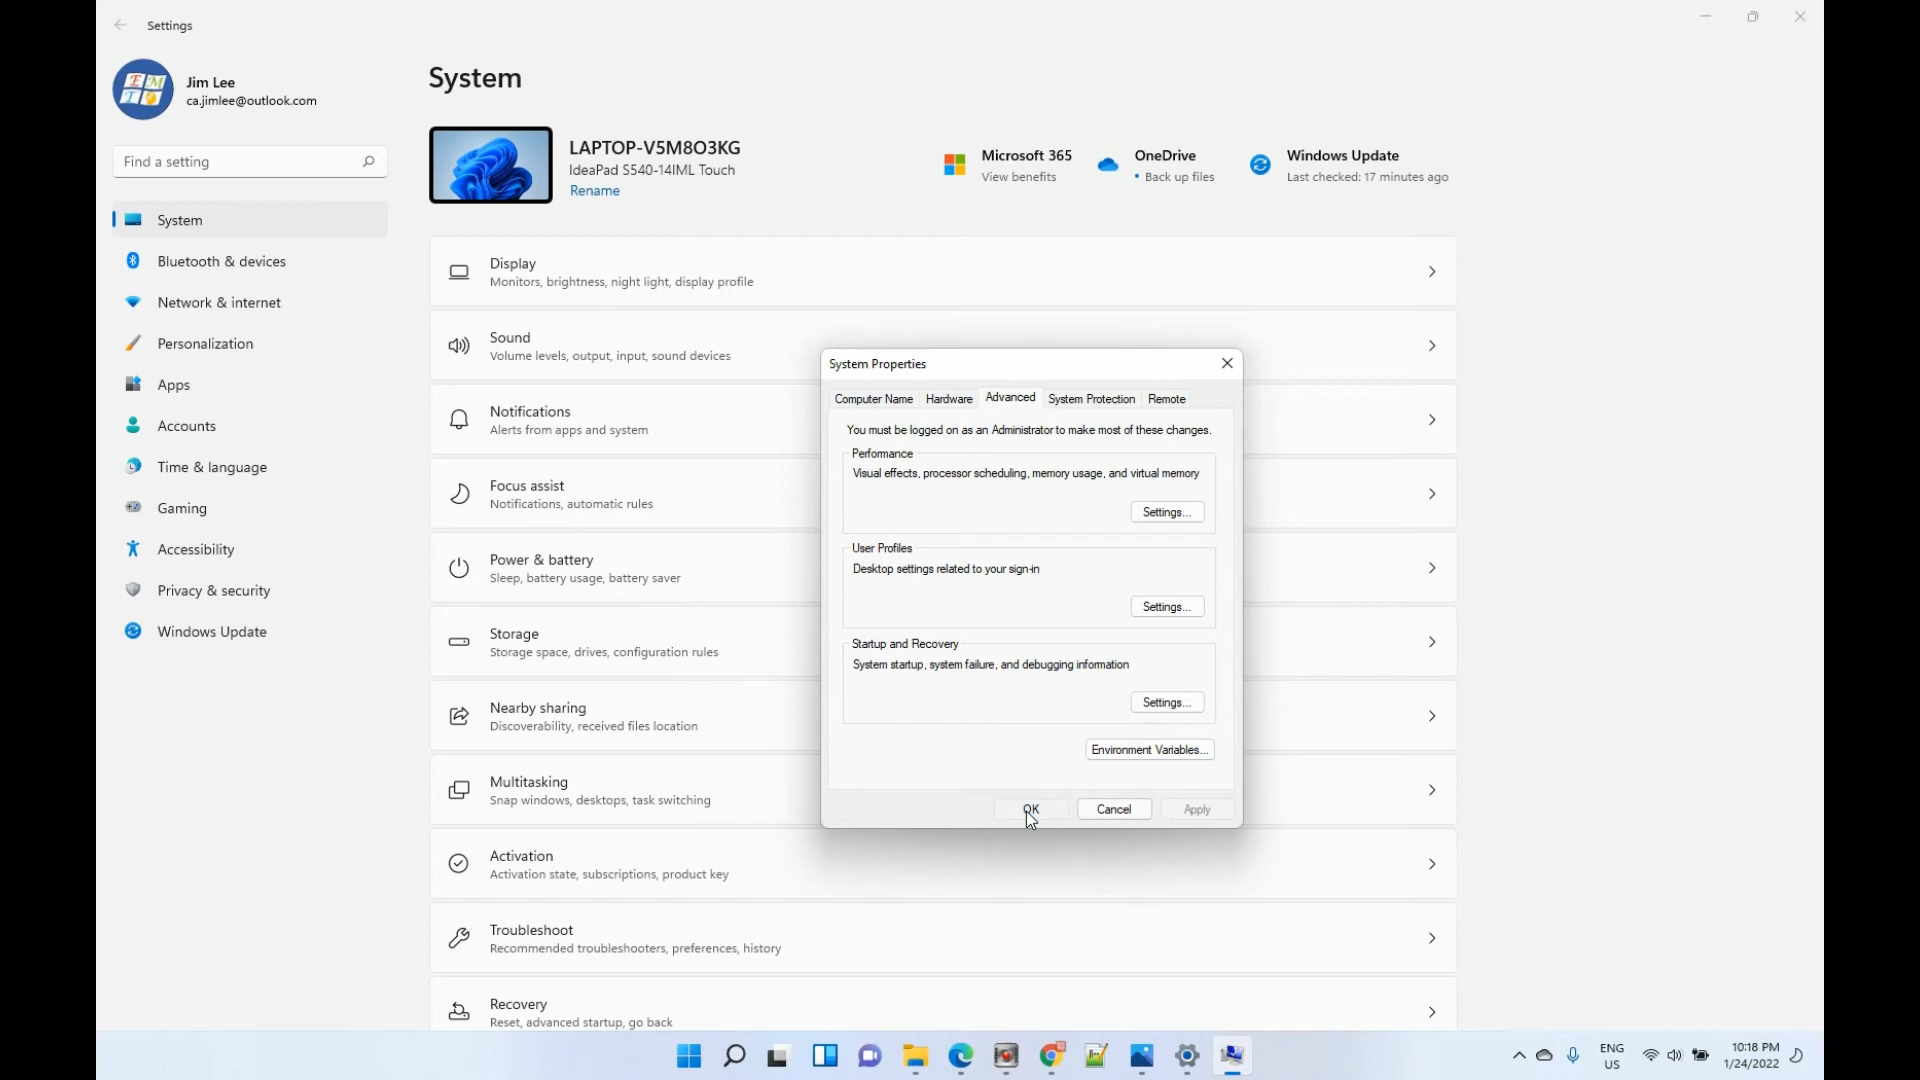 Settings
Jim Lee
ca.jimlee@outlook.com
Find a setting
System
Bluetooth & devices
Network & internet
Personalization
Apps
Accounts
Time & language
Gaming
Accessibility
Privacy & security
Windows Update
System
LAPTOP-V5M8O3KG
IdeaPad S540-14IML Touch
Rename
Microsoft 365
View benefits
OneDrive
• Back up files
Windows Update
Last checked: 17 minutes ago
Display
Monitors, brightness, night light, display profile
Sound
Volume levels, output, input, sound devices
Notifications
Alerts from apps and system
Focus assist
Notifications, automatic rules
Power & battery
Sleep, battery usage, battery saver
Storage
Storage space, drives, configuration rules
Nearby sharing
Discoverability, received files location
Multitasking
Snap windows, desktops, task switching
Activation
Activation state, subscriptions, product key
Troubleshoot
Recommended troubleshooters, preferences, history
Recovery
Reset, advanced startup, go back
System Properties
Computer Name Hardware Advanced System Protection Remote
You must be logged on as an Administrator to make most of these changes.
Performance
Visual effects, processor scheduling, memory usage, and virtual memory
Settings...
User Profiles
Desktop settings related to your sign-in
Settings...
Startup and Recovery
System startup, system failure, and debugging information
Settings...
Environment Variables...
OK Cancel Apply
ENG
US
10:18 PM
1/24/2022